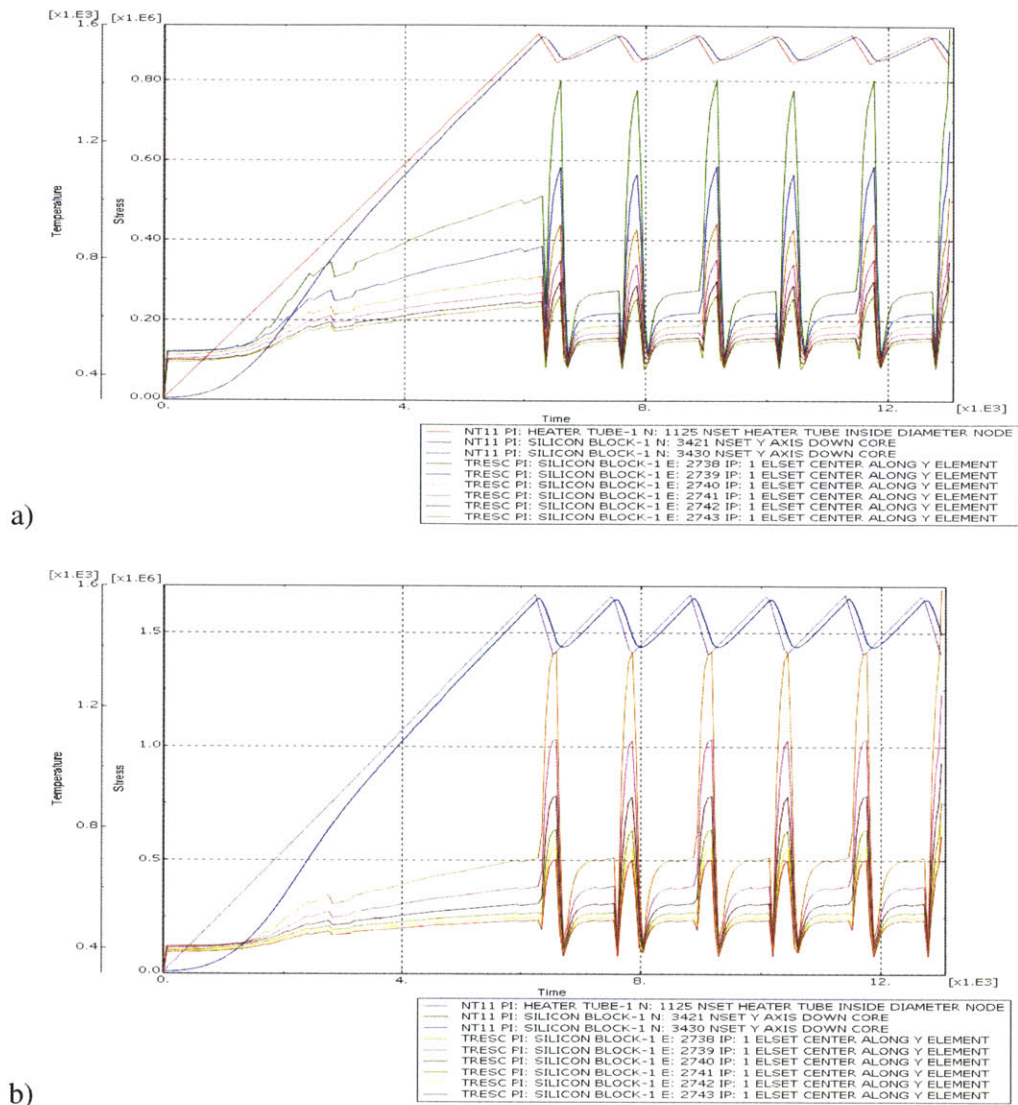 [x1.E3] [x1.E6]
1.6
0.80
1.2
0.60
Temperature
Stress
0.40
0.8
0.20
0.4
0.00
0. 4. 8. 12. [x1.E3]
Time
NT11 PI: HEATER TUBE-1 N: 1125 NSET HEATER TUBE INSIDE DIAMETER NODE
NT11 PI: SILICON BLOCK-1 N: 3421 NSET Y AXIS DOWN CORE
NT11 PI: SILICON BLOCK-1 N: 3430 NSET Y AXIS DOWN CORE
TRESC PI: SILICON BLOCK-1 E: 2738 IP: 1 ELSET CENTER ALONG Y ELEMENT
TRESC PI: SILICON BLOCK-1 E: 2739 IP: 1 ELSET CENTER ALONG Y ELEMENT
TRESC PI: SILICON BLOCK-1 E: 2740 IP: 1 ELSET CENTER ALONG Y ELEMENT
TRESC PI: SILICON BLOCK-1 E: 2741 IP: 1 ELSET CENTER ALONG Y ELEMENT
TRESC PI: SILICON BLOCK-1 E: 2742 IP: 1 ELSET CENTER ALONG Y ELEMENT
TRESC PI: SILICON BLOCK-1 E: 2743 IP: 1 ELSET CENTER ALONG Y ELEMENT
a)
[x1.E3] [x1.E6]
1.6
1.5
1.2
Temperature
Stress
1.0
0.8
0.5
0.4
0.0
0. 4. 8. 12. [x1.E3]
Time
NT11 PI: HEATER TUBE-1 N: 1125 NSET HEATER TUBE INSIDE DIAMETER NODE
NT11 PI: SILICON BLOCK-1 N: 3421 NSET Y AXIS DOWN CORE
NT11 PI: SILICON BLOCK-1 N: 3430 NSET Y AXIS DOWN CORE
TRESC PI: SILICON BLOCK-1 E: 2738 IP: 1 ELSET CENTER ALONG Y ELEMENT
TRESC PI: SILICON BLOCK-1 E: 2739 IP: 1 ELSET CENTER ALONG Y ELEMENT
TRESC PI: SILICON BLOCK-1 E: 2740 IP: 1 ELSET CENTER ALONG Y ELEMENT
TRESC PI: SILICON BLOCK-1 E: 2741 IP: 1 ELSET CENTER ALONG Y ELEMENT
TRESC PI: SILICON BLOCK-1 E: 2742 IP: 1 ELSET CENTER ALONG Y ELEMENT
TRESC PI: SILICON BLOCK-1 E: 2743 IP: 1 ELSET CENTER ALONG Y ELEMENT
b)